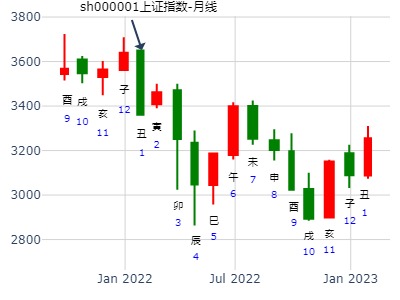 sh000001上证指数-月线
3800
3600
3400
3200
3000
2800
酉
9
戌
10
亥
11
子
12
丑
1
寅
2
卯
3
辰
4
巳
5
午
6
未
7
申
8
酉
9
戌
10
亥
11
子
12
丑
1
Jan 2022
Jul 2022
Jan 2023